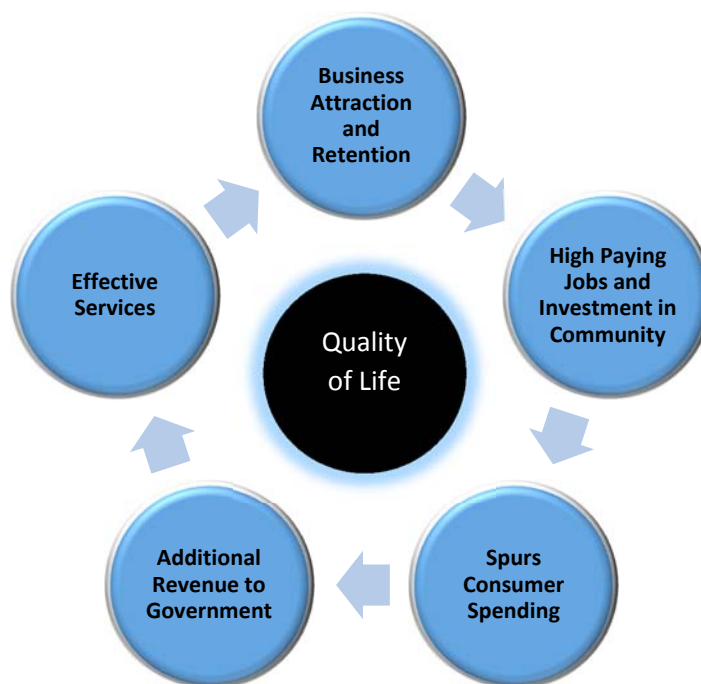 Business
Attraction
and
Retention
High Paying
Jobs and
Investment in
Community
Spurs
Consumer
Spending
Additional
Revenue to
Government
Effective
Services
Quality
of Life